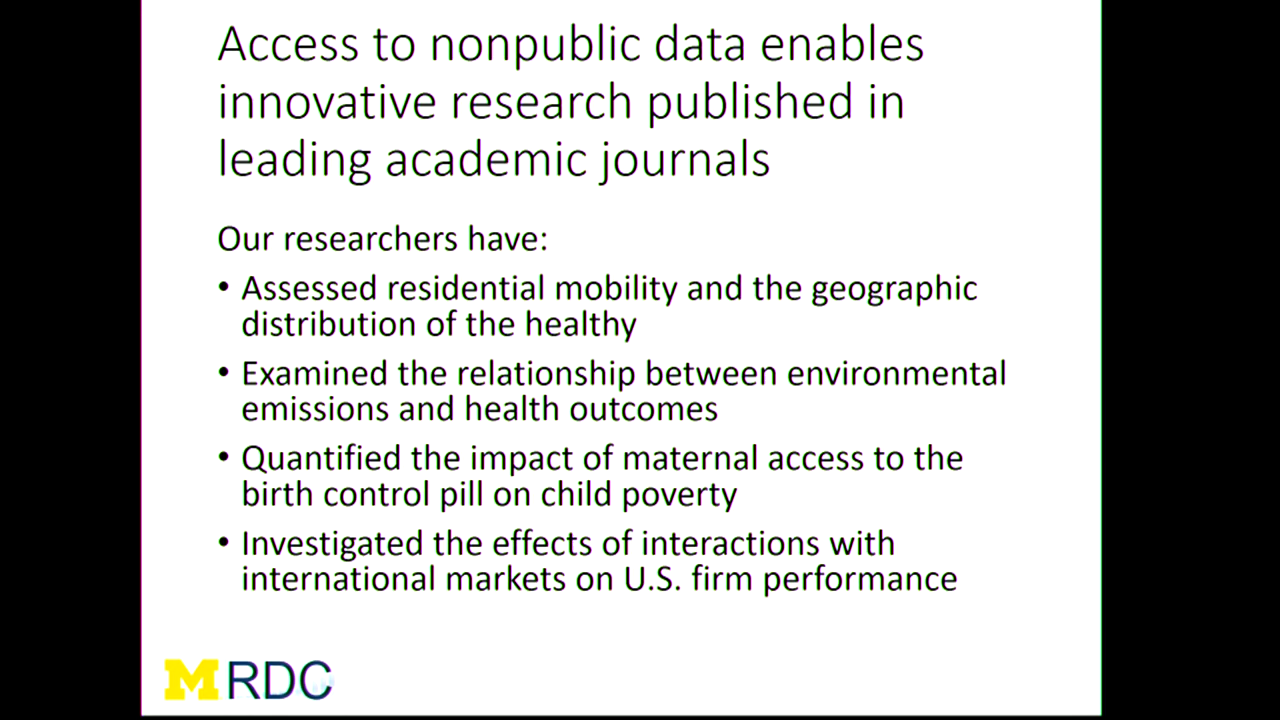 Access to nonpublic data enables
innovative research published in
leading academic journals
Our researchers have:
• Assessed residential mobility and the geographic
distribution of the healthy
• Examined the relationship between environmental
emissions and health outcomes
• Quantified the impact of maternal access to the
birth control pill on child poverty
• Investigated the effects of interactions with
international markets on U.S. firm performance
M RDC